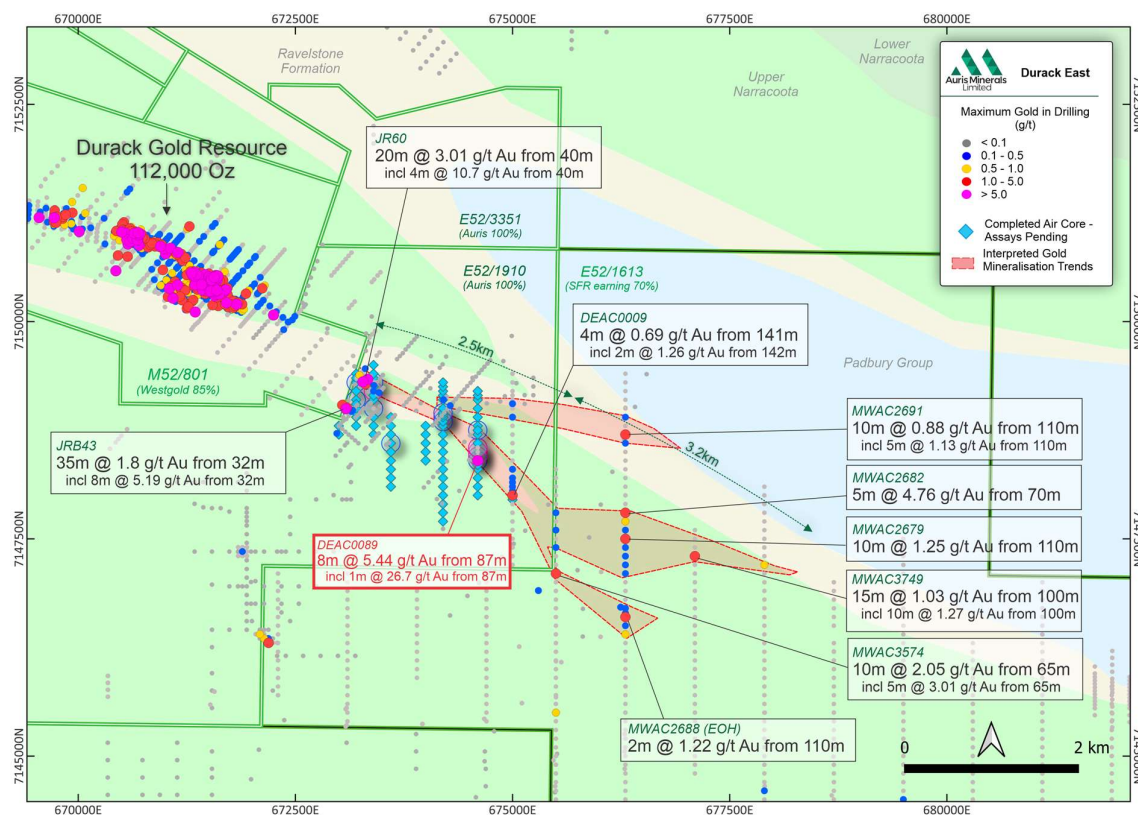 670000E
672500E
675000E
677500E
680000E
Ravelstone
Formation
Lower
Narracoota
Upper
Narracoota
Auris Minerals
Limited
Durack East
Maximum Gold in Drilling
(g/t)
< 0.1
0.1 - 0.5
0.5 - 1.0
1.0 - 5.0
> 5.0
Completed Air Core -
Assays Pending
Interpreted Gold
Mineralisation Trends
7152500N
7152500N
JR60
20m @ 3.01 g/t Au from 40m
incl 4m @ 10.7 g/t Au from 40m
Durack Gold Resource
112,000 Oz
E52/3351
(Auris 100%)
E52/1910
(Auris 100%)
E52/1613
(SFR earning 70%)
7150000N
7150000N
DEAC0009
4m @ 0.69 g/t Au from 141m
incl 2m @ 1.26 g/t Au from 142m
2.5km
M52/801
(Westgold 85%)
Padbury Group
JRB43
35m @ 1.8 g/t Au from 32m
incl 8m @ 5.19 g/t Au from 32m
3.2km
MWAC2691
10m @ 0.88 g/t Au from 110m
incl 5m @ 1.13 g/t Au from 110m
MWAC2682
5m @ 4.76 g/t Au from 70m
7147500N
7147500N
DEAC0089
8m @ 5.44 g/t Au from 87m
incl 1m @ 26.7 g/t Au from 87m
MWAC2679
10m @ 1.25 g/t Au from 110m
MWAC3749
15m @ 1.03 g/t Au from 100m
incl 10m @ 1.27 g/t Au from 100m
MWAC3574
10m @ 2.05 g/t Au from 65m
incl 5m @ 3.01 g/t Au from 65m
MWAC2688 (EOH)
2m @ 1.22 g/t Au from 110m
7145000N
7145000N
0
2 km
670000E
672500E
675000E
677500E
680000E